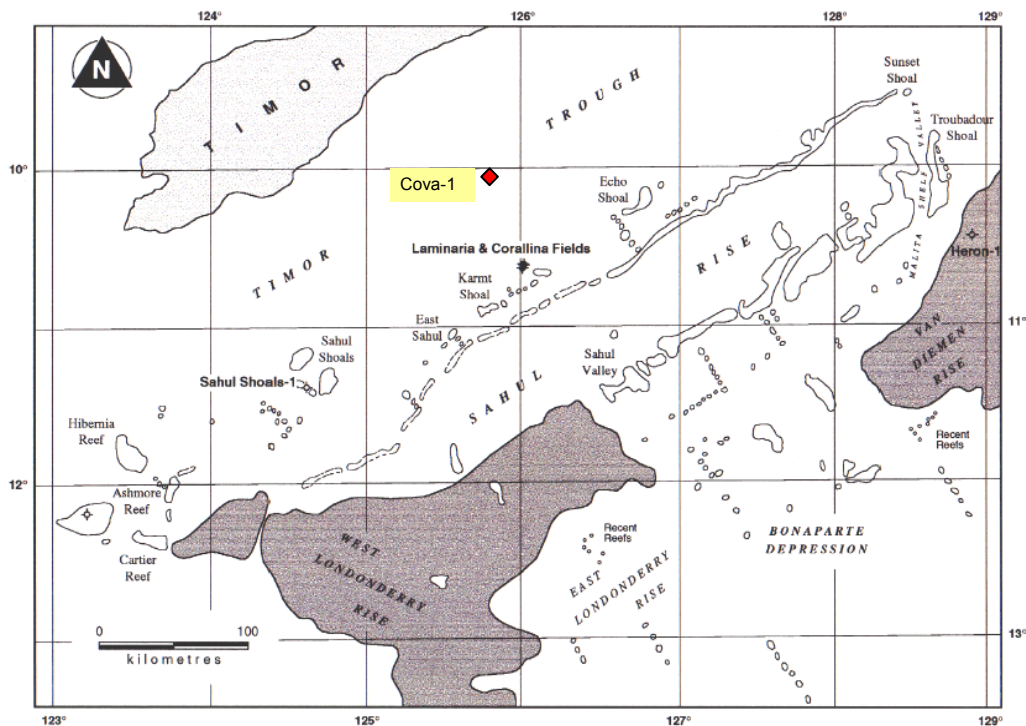 124°
126°
128°
129°
N
TIMOR
TROUGH
Sunset
Shoal
VALLEY
Troubadour
Shoal
10°
10°
Cova-1
Echo
Shoal
SHELF
Laminaria & Corallina Fields
RISE
Heron-1
MALITA
TIMOR
Karmt
Shoal
11°
11°
East
Sahul
Sahul
Shoals
VAN
DIEMEN
RISE
Sahul
Valley
Sahul Shoals-1
SAHUL
Hibernia
Reef
Recent
Reefs
12°
12°
Ashmore
Reef
Recent
Reefs
BONAPARTE
DEPRESSION
WEST
LONDONDERRY
RISE
Cartier
Reef
EAST
LONDONDERRY
RISE
0
100
kilometres
13°
123°
125°
127°
129°